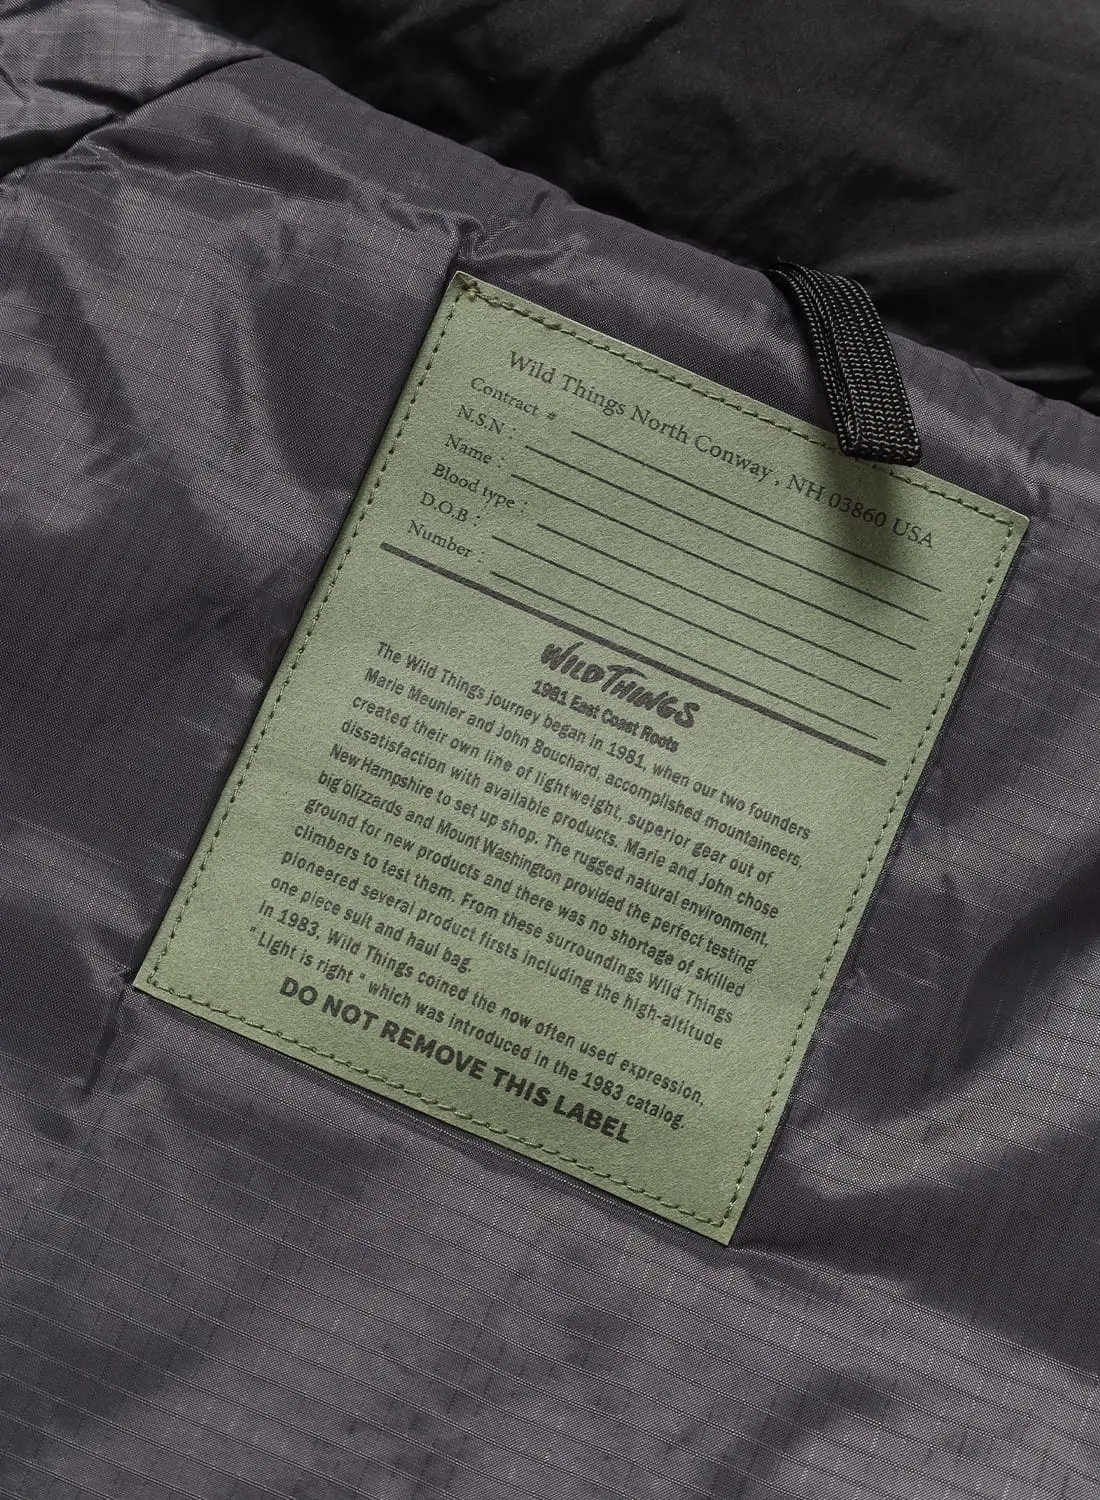 Wild Things North Conway, NH 03860 USA
Contract #
N.S.N :
Name :
Blood type :
D.O.B :
Number :
WILD THINGS
1981 East Coast Roots
The Wild Things journey began in 1981, when our two founders
Marie Meunier and John Bouchard, accomplished mountaineers,
created their own line of lightweight, superior gear out of
dissatisfaction with available products. Marie and John chose
New Hampshire to set up shop. The rugged natural environment,
big blizzards and Mount Washington provided the perfect testing
ground for new products and there was no shortage of skilled
climbers to test them. From these surroundings Wild Things
pioneered several product firsts including the high-altitude
one piece suit and haul bag.
In 1983, Wild Things coined the now often used expression,
" Light is right " which was introduced in the 1983 catalog.
DO NOT REMOVE THIS LABEL